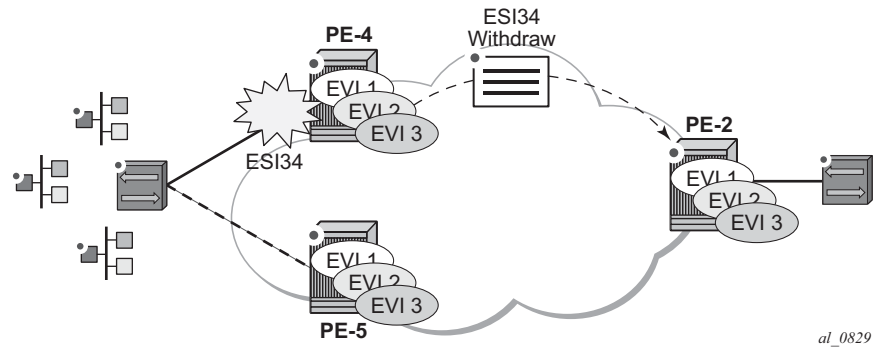 ESI34
Withdraw
PE-4
EVI 1
EVI 2
EVI 3
ESI34
PE-2
EVI 1
EVI 2
EVI 3
EVI 1
EVI 2
EVI 3
PE-5
al_0829